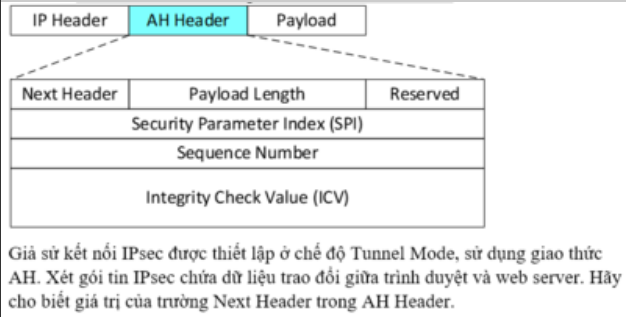 IP Header AH Header Payload
Next Header Payload Length Reserved
Security Parameter Index (SPI)
Sequence Number
Integrity Check Value (ICV)
Giả sử kết nối IPsec được thiết lập ở chế độ Tunnel Mode, sử dụng giao thức
AH. Xét gói tin IPsec chứa dữ liệu trao đổi giữa trình duyệt và web server. Hãy
cho biết giá trị của trường Next Header trong AH Header.